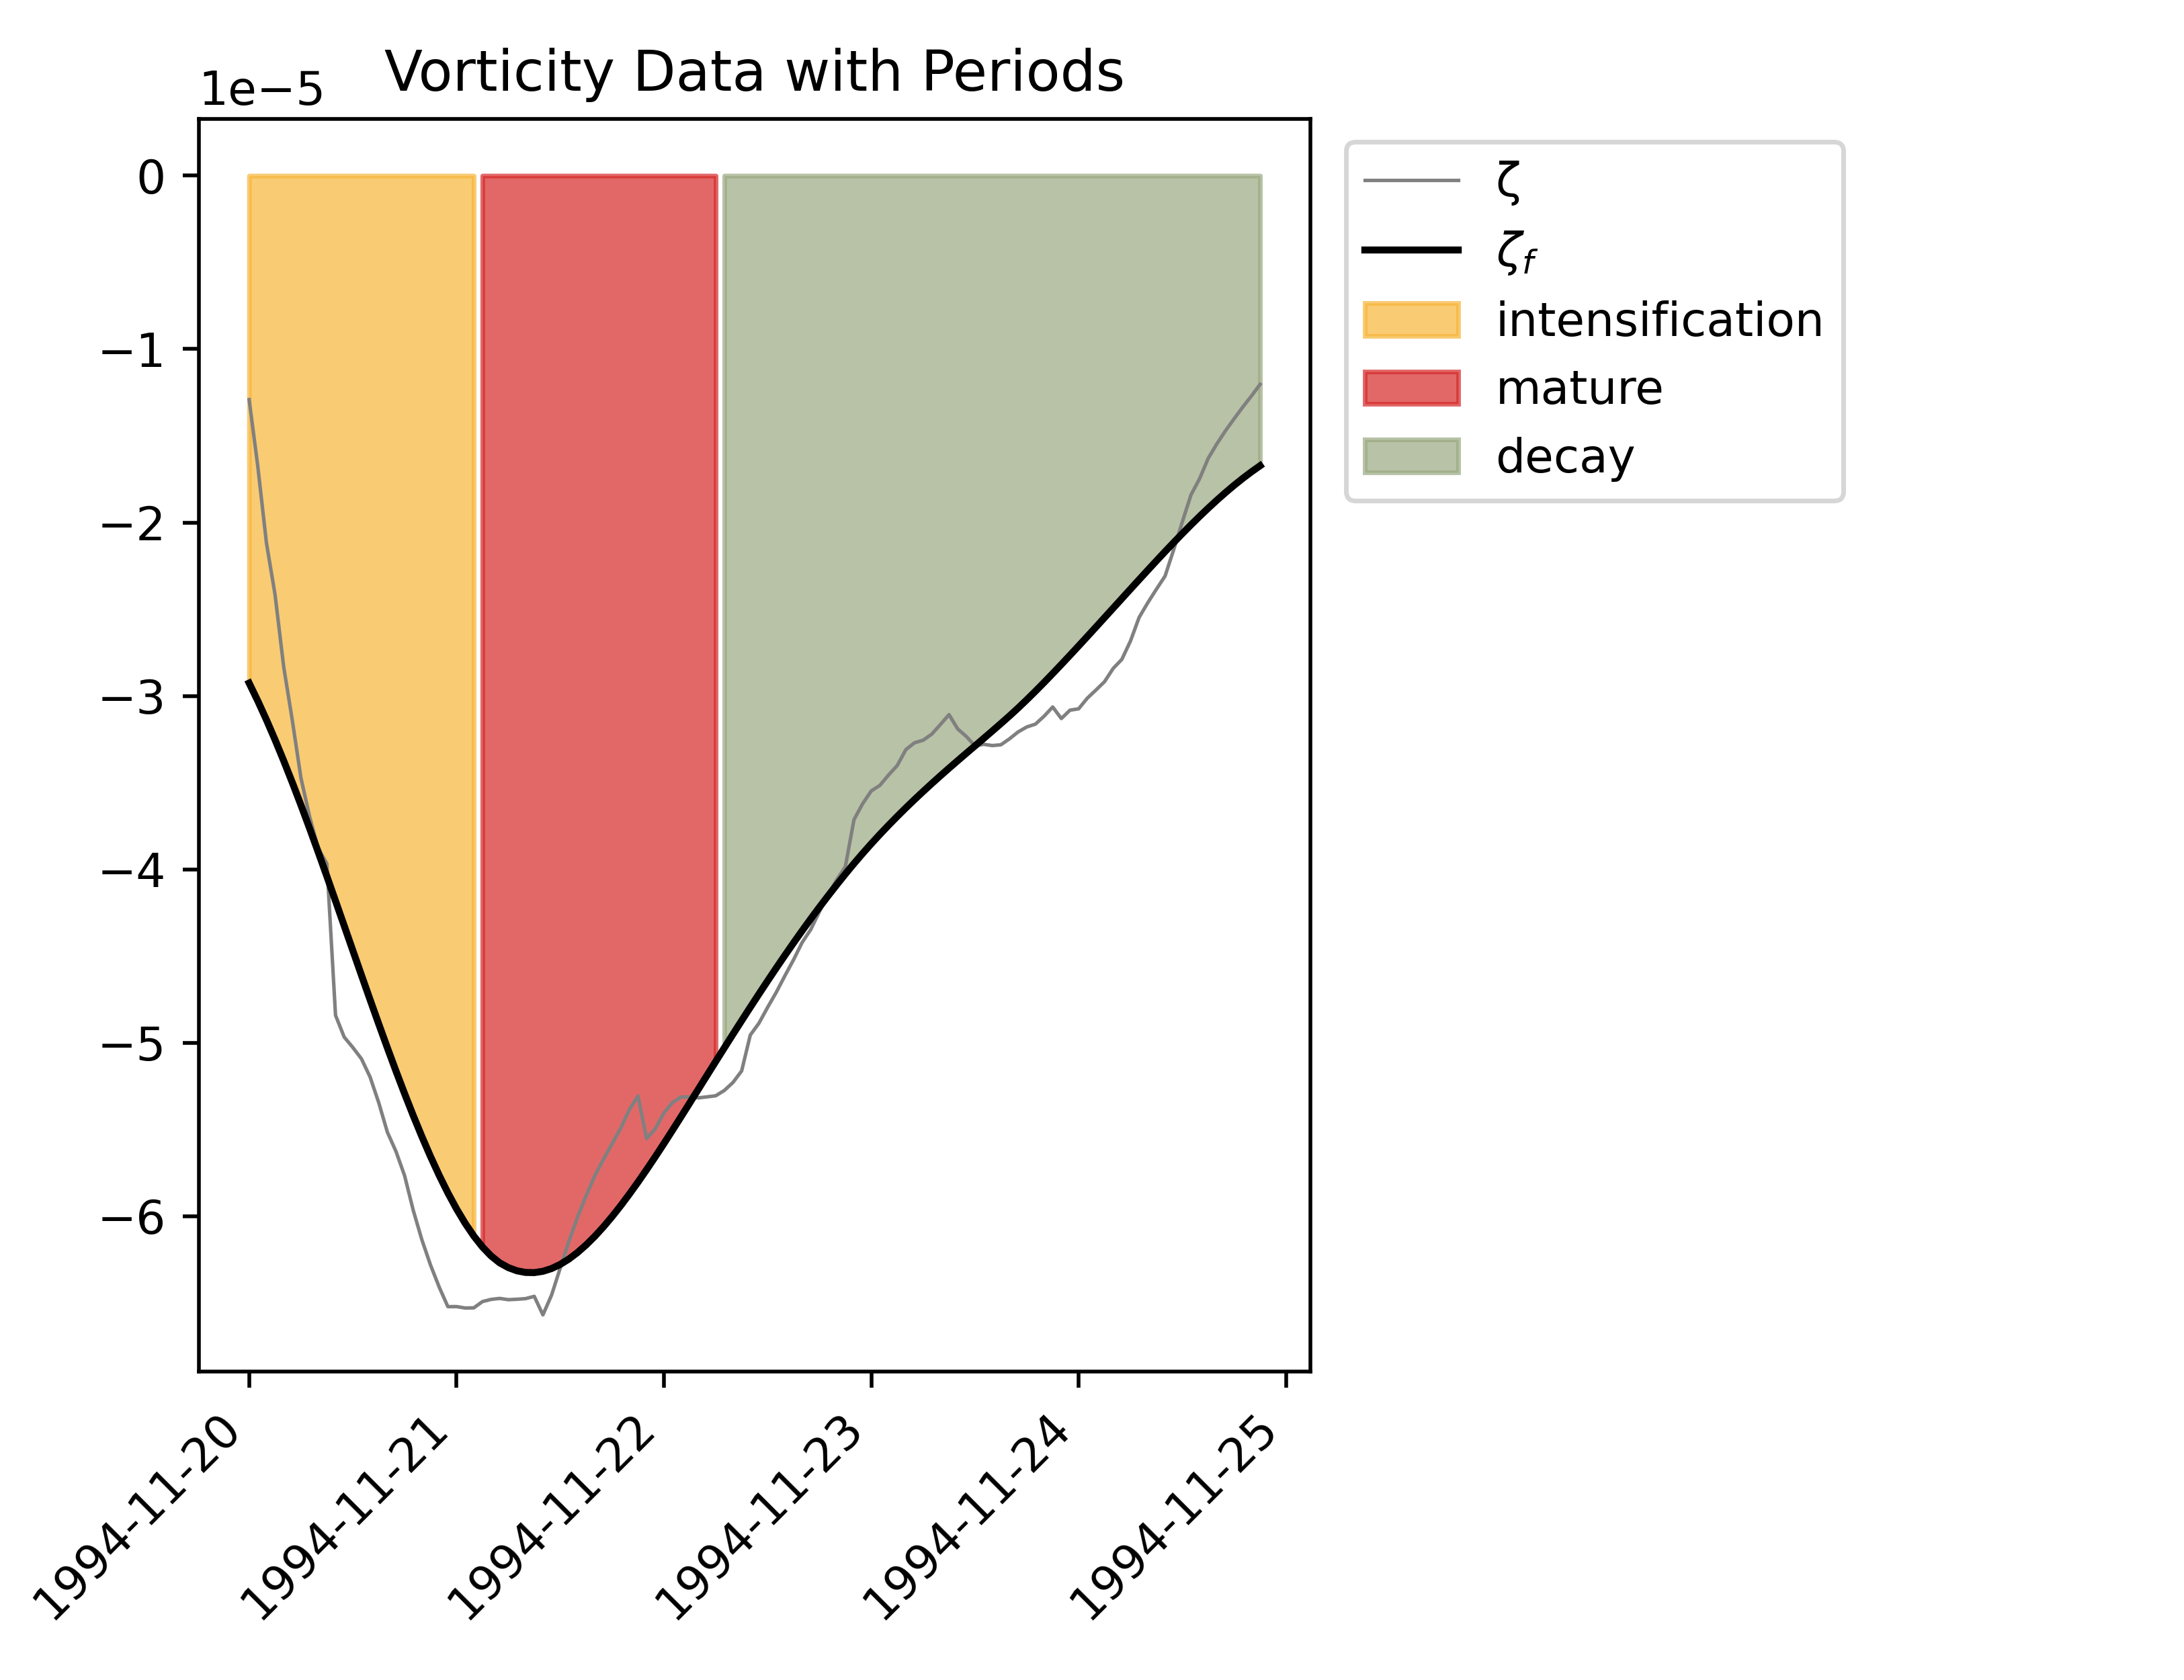 Vorticity Data with Periods
1e−5
0
−1
−2
−3
−4
−5
−6
1994-11-20
1994-11-21
1994-11-22
1994-11-23
1994-11-24
1994-11-25
ζ
ζf
intensification
mature
decay